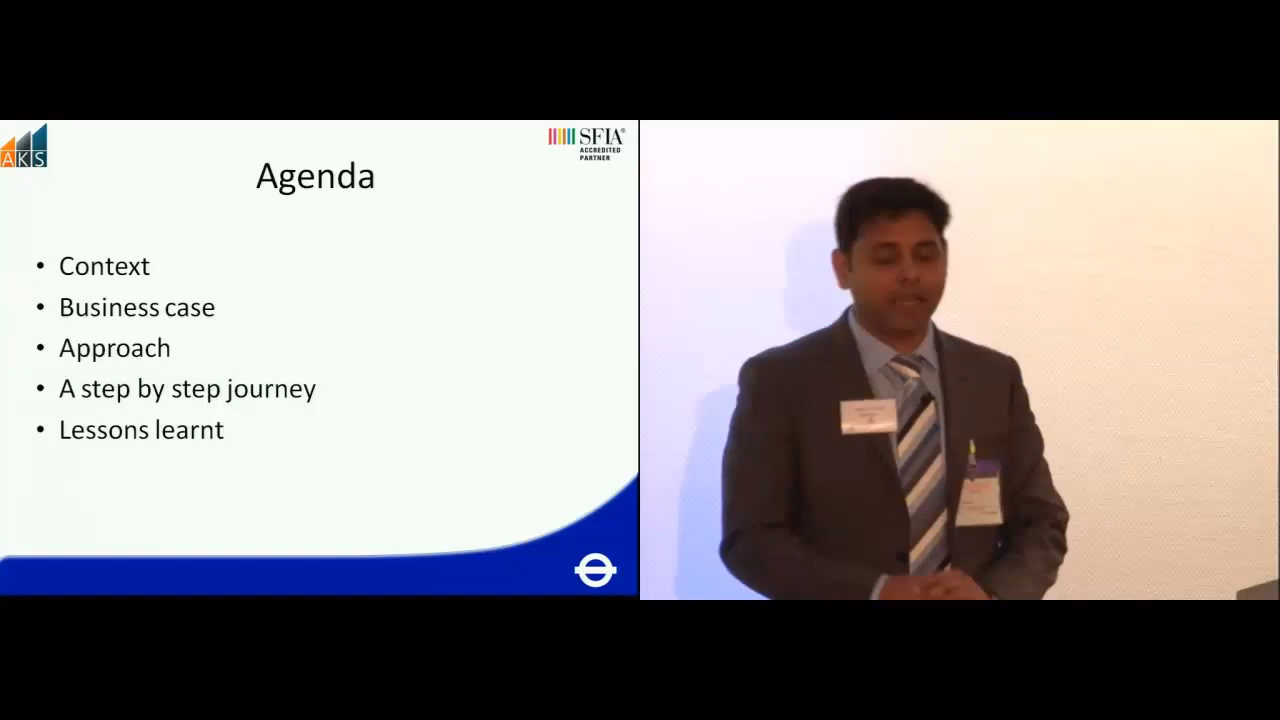 AKS
SFIA®
ACCREDITED
PARTNER
Agenda
• Context
• Business case
• Approach
• A step by step journey
• Lessons learnt